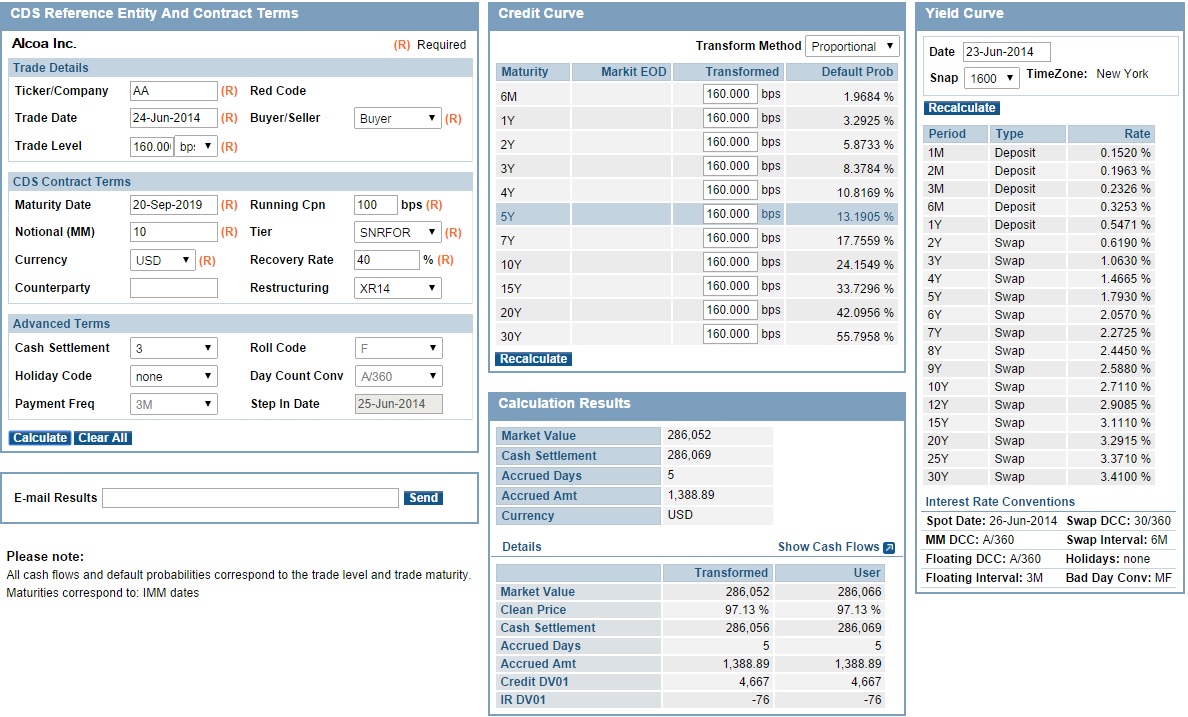 CDS Reference Entity And Contract Terms
Alcoa Inc. (R) Required
Trade Details
Ticker/Company AA (R) Red Code
Trade Date 24-Jun-2014 (R) Buyer/Seller Buyer (R)
Trade Level 160.00 bp: (R)
CDS Contract Terms
Maturity Date 20-Sep-2019 (R) Running Cpn 100 bps (R)
Notional (MM) 10 (R) Tier SNRFOR (R)
Currency USD (R) Recovery Rate 40 % (R)
Counterparty Restructuring XR14
Advanced Terms
Cash Settlement 3 Roll Code F
Holiday Code none Day Count Conv A/360
Payment Freq 3M Step In Date 25-Jun-2014
Calculate Clear All
E-mail Results Send
Please note:
All cash flows and default probabilities correspond to the trade level and trade maturity.
Maturities correspond to: IMM dates
Credit Curve
Transform Method Proportional
Maturity Markit EOD Transformed Default Prob
6M 160.000 bps 1.9684 %
1Y 160.000 bps 3.2925 %
2Y 160.000 bps 5.8733 %
3Y 160.000 bps 8.3784 %
4Y 160.000 bps 10.8169 %
5Y 160.000 bps 13.1905 %
7Y 160.000 bps 17.7559 %
10Y 160.000 bps 24.1549 %
15Y 160.000 bps 33.7296 %
20Y 160.000 bps 42.0956 %
30Y 160.000 bps 55.7958 %
Recalculate
Calculation Results
Market Value 286,052
Cash Settlement 286,069
Accrued Days 5
Accrued Amt 1,388.89
Currency USD
Details Show Cash Flows
Transformed User
Market Value 286,052 286,066
Clean Price 97.13 % 97.13 %
Cash Settlement 286,056 286,069
Accrued Days 5 5
Accrued Amt 1,388.89 1,388.89
Credit DV01 4,667 4,667
IR DV01 -76 -76
Yield Curve
Date 23-Jun-2014
Snap 1600 TimeZone: New York
Recalculate
Period Type Rate
1M Deposit 0.1520 %
2M Deposit 0.1963 %
3M Deposit 0.2326 %
6M Deposit 0.3253 %
1Y Deposit 0.5471 %
2Y Swap 0.6190 %
3Y Swap 1.0630 %
4Y Swap 1.4665 %
5Y Swap 1.7930 %
6Y Swap 2.0570 %
7Y Swap 2.2725 %
8Y Swap 2.4450 %
9Y Swap 2.5880 %
10Y Swap 2.7110 %
12Y Swap 2.9085 %
15Y Swap 3.1110 %
20Y Swap 3.2915 %
25Y Swap 3.3710 %
30Y Swap 3.4100 %
Interest Rate Conventions
Spot Date: 26-Jun-2014 Swap DCC: 30/360
MM DCC: A/360 Swap Interval: 6M
Floating DCC: A/360 Holidays: none
Floating Interval: 3M Bad Day Conv: MF